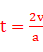 t = 2v/a